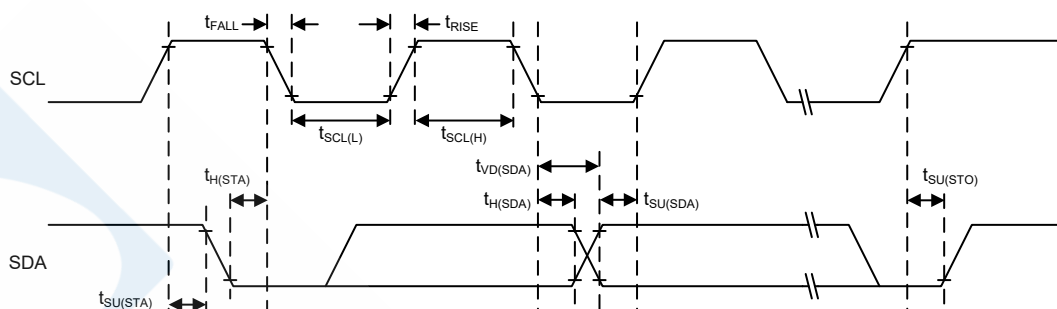 tFALL
tRISE
SCL
tSCL(L)
tSCL(H)
tVD(SDA)
tH(STA)
tH(SDA)
tSU(SDA)
tSU(STO)
SDA
tSU(STA)